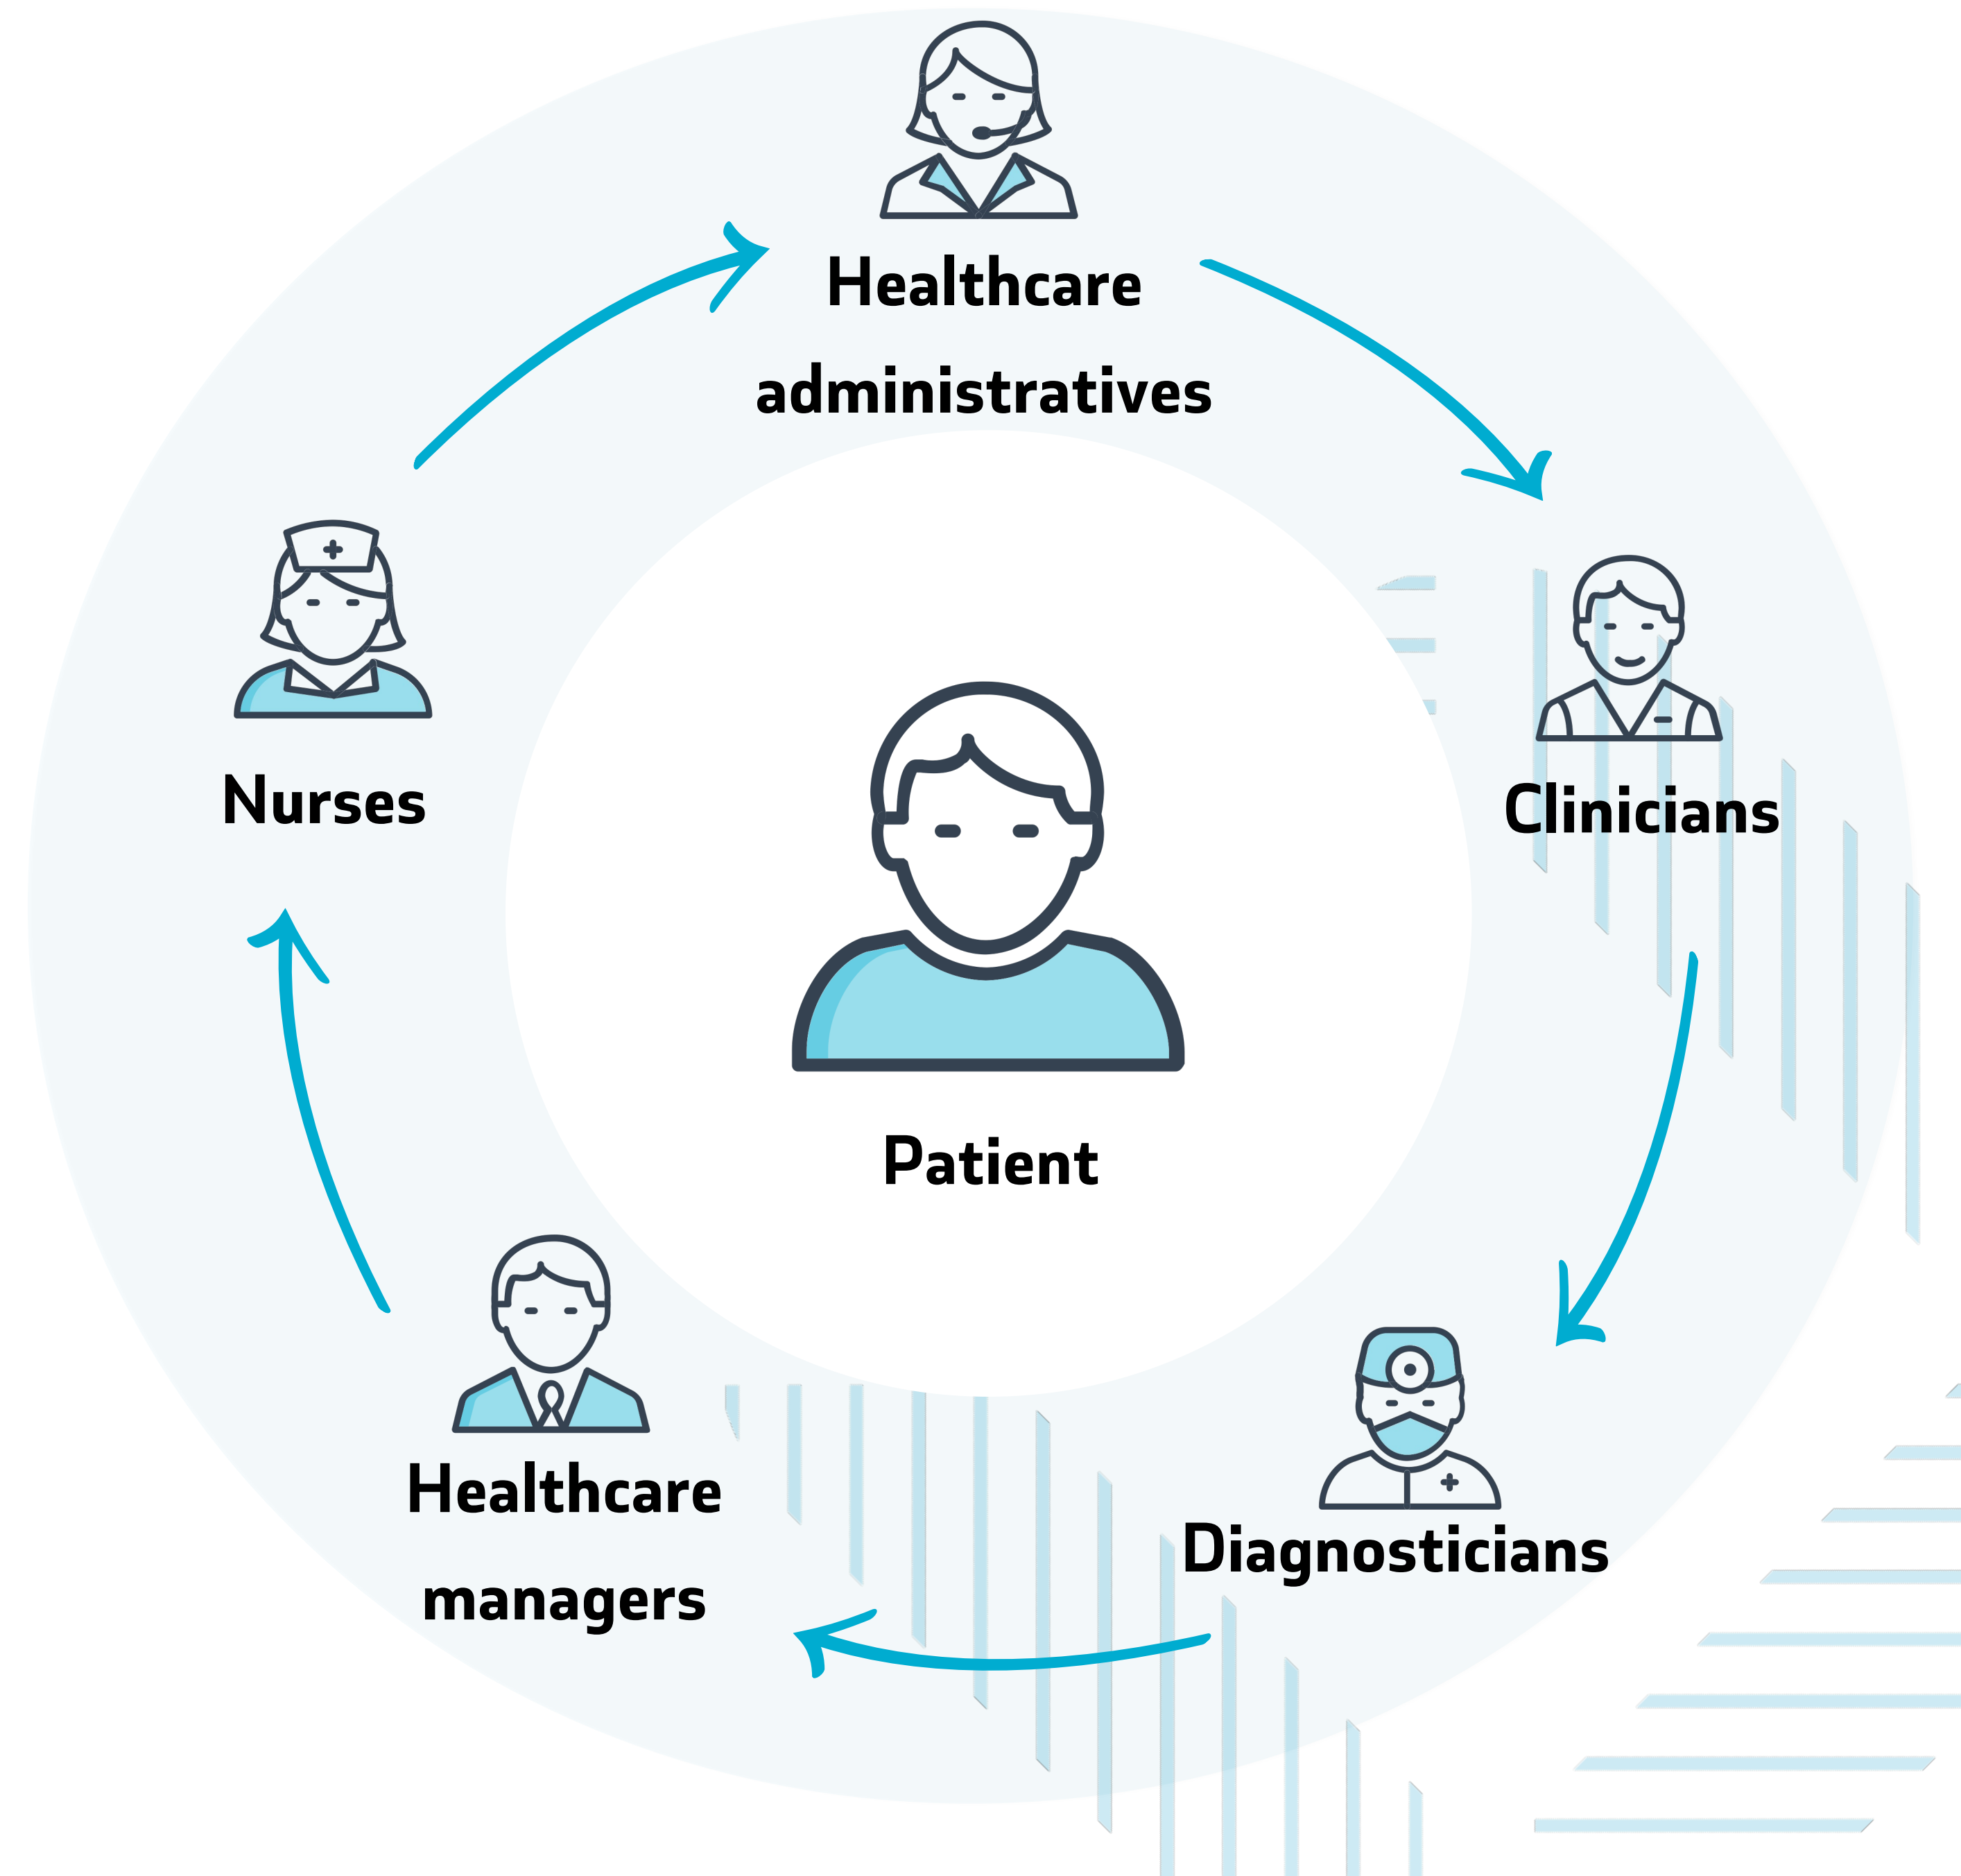 Healthcare
administratives
Nurses
Clinicians
Patient
Healthcare
managers
Diagnosticians